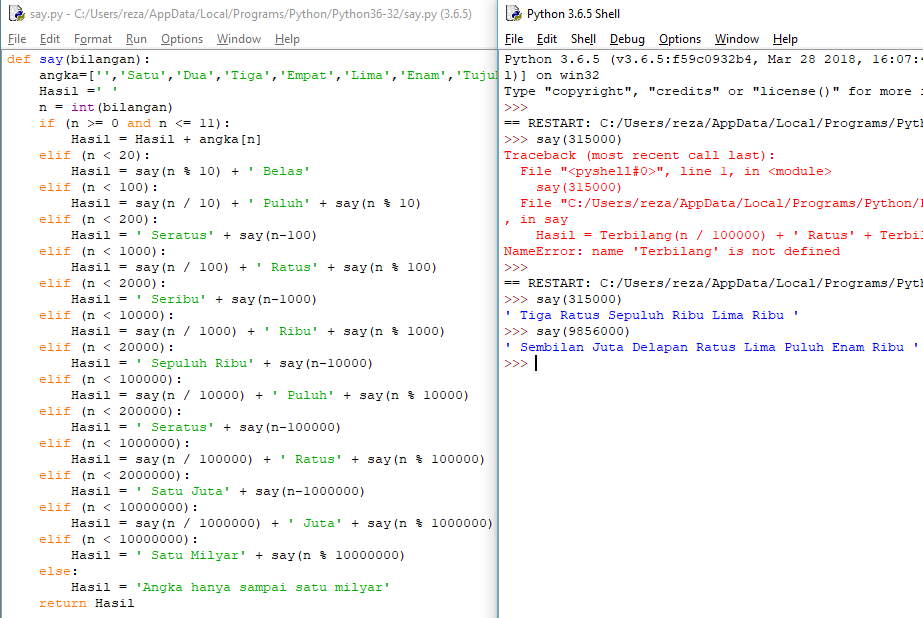 say.py - C:/Users/reza/AppData/Local/Programs/Python/Python36-32/say.py (3.6.5)
File Edit Format Run Options Window Help
def say(bilangan):
    angka=['','Satu','Dua','Tiga','Empat','Lima','Enam','Tujuh
    Hasil =' '
    n = int(bilangan)
    if (n >= 0 and n <= 11):
        Hasil = Hasil + angka[n]
    elif (n < 20):
        Hasil = say(n % 10) + ' Belas'
    elif (n < 100):
        Hasil = say(n / 10) + ' Puluh' + say(n % 10)
    elif (n < 200):
        Hasil = ' Seratus' + say(n-100)
    elif (n < 1000):
        Hasil = say(n / 100) + ' Ratus' + say(n % 100)
    elif (n < 2000):
        Hasil = ' Seribu' + say(n-1000)
    elif (n < 10000):
        Hasil = say(n / 1000) + ' Ribu' + say(n % 1000)
    elif (n < 20000):
        Hasil = ' Sepuluh Ribu' + say(n-10000)
    elif (n < 100000):
        Hasil = say(n / 10000) + ' Puluh' + say(n % 10000)
    elif (n < 200000):
        Hasil = ' Seratus' + say(n-100000)
    elif (n < 1000000):
        Hasil = say(n / 100000) + ' Ratus' + say(n % 100000)
    elif (n < 2000000):
        Hasil = ' Satu Juta' + say(n-1000000)
    elif (n < 10000000):
        Hasil = say(n / 1000000) + ' Juta' + say(n % 1000000)
    elif (n < 10000000):
        Hasil = ' Satu Milyar' + say(n % 10000000)
    else:
        Hasil = 'Angka hanya sampai satu milyar'
    return Hasil
Python 3.6.5 Shell
File Edit Shell Debug Options Window Help
Python 3.6.5 (v3.6.5:f59c0932b4, Mar 28 2018, 16:07:4
l)] on win32
Type "copyright", "credits" or "license()" for more i
>>>
== RESTART: C:/Users/reza/AppData/Local/Programs/Pyth
>>> say(315000)
Traceback (most recent call last):
  File "<pyshell#0>", line 1, in <module>
    say(315000)
  File "C:/Users/reza/AppData/Local/Programs/Python/
, in say
    Hasil = Terbilang(n / 100000) + ' Ratus' + Terbil
NameError: name 'Terbilang' is not defined
>>>
== RESTART: C:/Users/reza/AppData/Local/Programs/Pyth
>>> say(315000)
' Tiga Ratus Sepuluh Ribu Lima Ribu '
>>> say(9856000)
' Sembilan Juta Delapan Ratus Lima Puluh Enam Ribu '
>>>